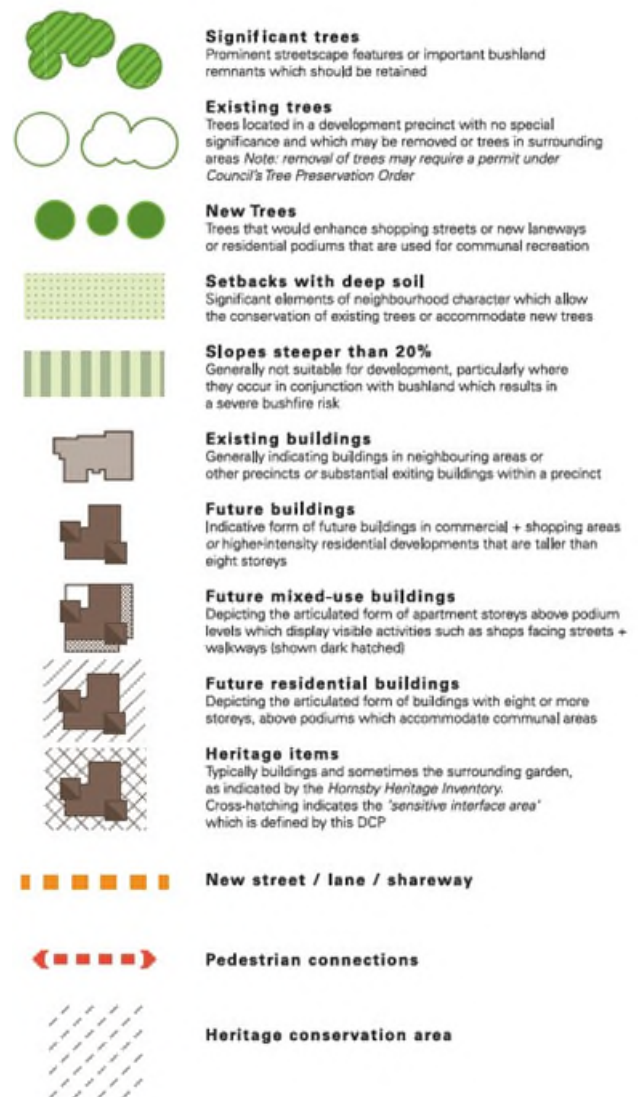 Significant trees
Prominent streetscape features or important bushland
remnants which should be retained
Existing trees
Trees located in a development precinct with no special
significance and which may be removed or trees in surrounding
areas Note: removal of trees may require a permit under
Council's Tree Preservation Order
New Trees
Trees that would enhance shopping streets or new laneways
or residential podiums that are used for communal recreation
Setbacks with deep soil
Significant elements of neighbourhood character which allow
the conservation of existing trees or accommodate new trees
Slopes steeper than 20%
Generally not suitable for development, particularly where
they occur in conjunction with bushland which results in
a severe bushfire risk
Existing buildings
Generally indicating buildings in neighbouring areas or
other precincts or substantial exiting buildings within a precinct
Future buildings
Indicative form of future buildings in commercial + shopping areas
or higher-intensity residential developments that are taller than
eight storeys
Future mixed-use buildings
Depicting the articulated form of apartment storeys above podium
levels which display visible activities such as shops facing streets +
walkways (shown dark hatched)
Future residential buildings
Depicting the articulated form of buildings with eight or more
storeys, above podiums which accommodate communal areas
Heritage items
Typically buildings and sometimes the surrounding garden,
as indicated by the Hornsby Heritage Inventory.
Cross-hatching indicates the 'sensitive interface area'
which is defined by this DCP
New street / lane / shareway
Pedestrian connections
Heritage conservation area